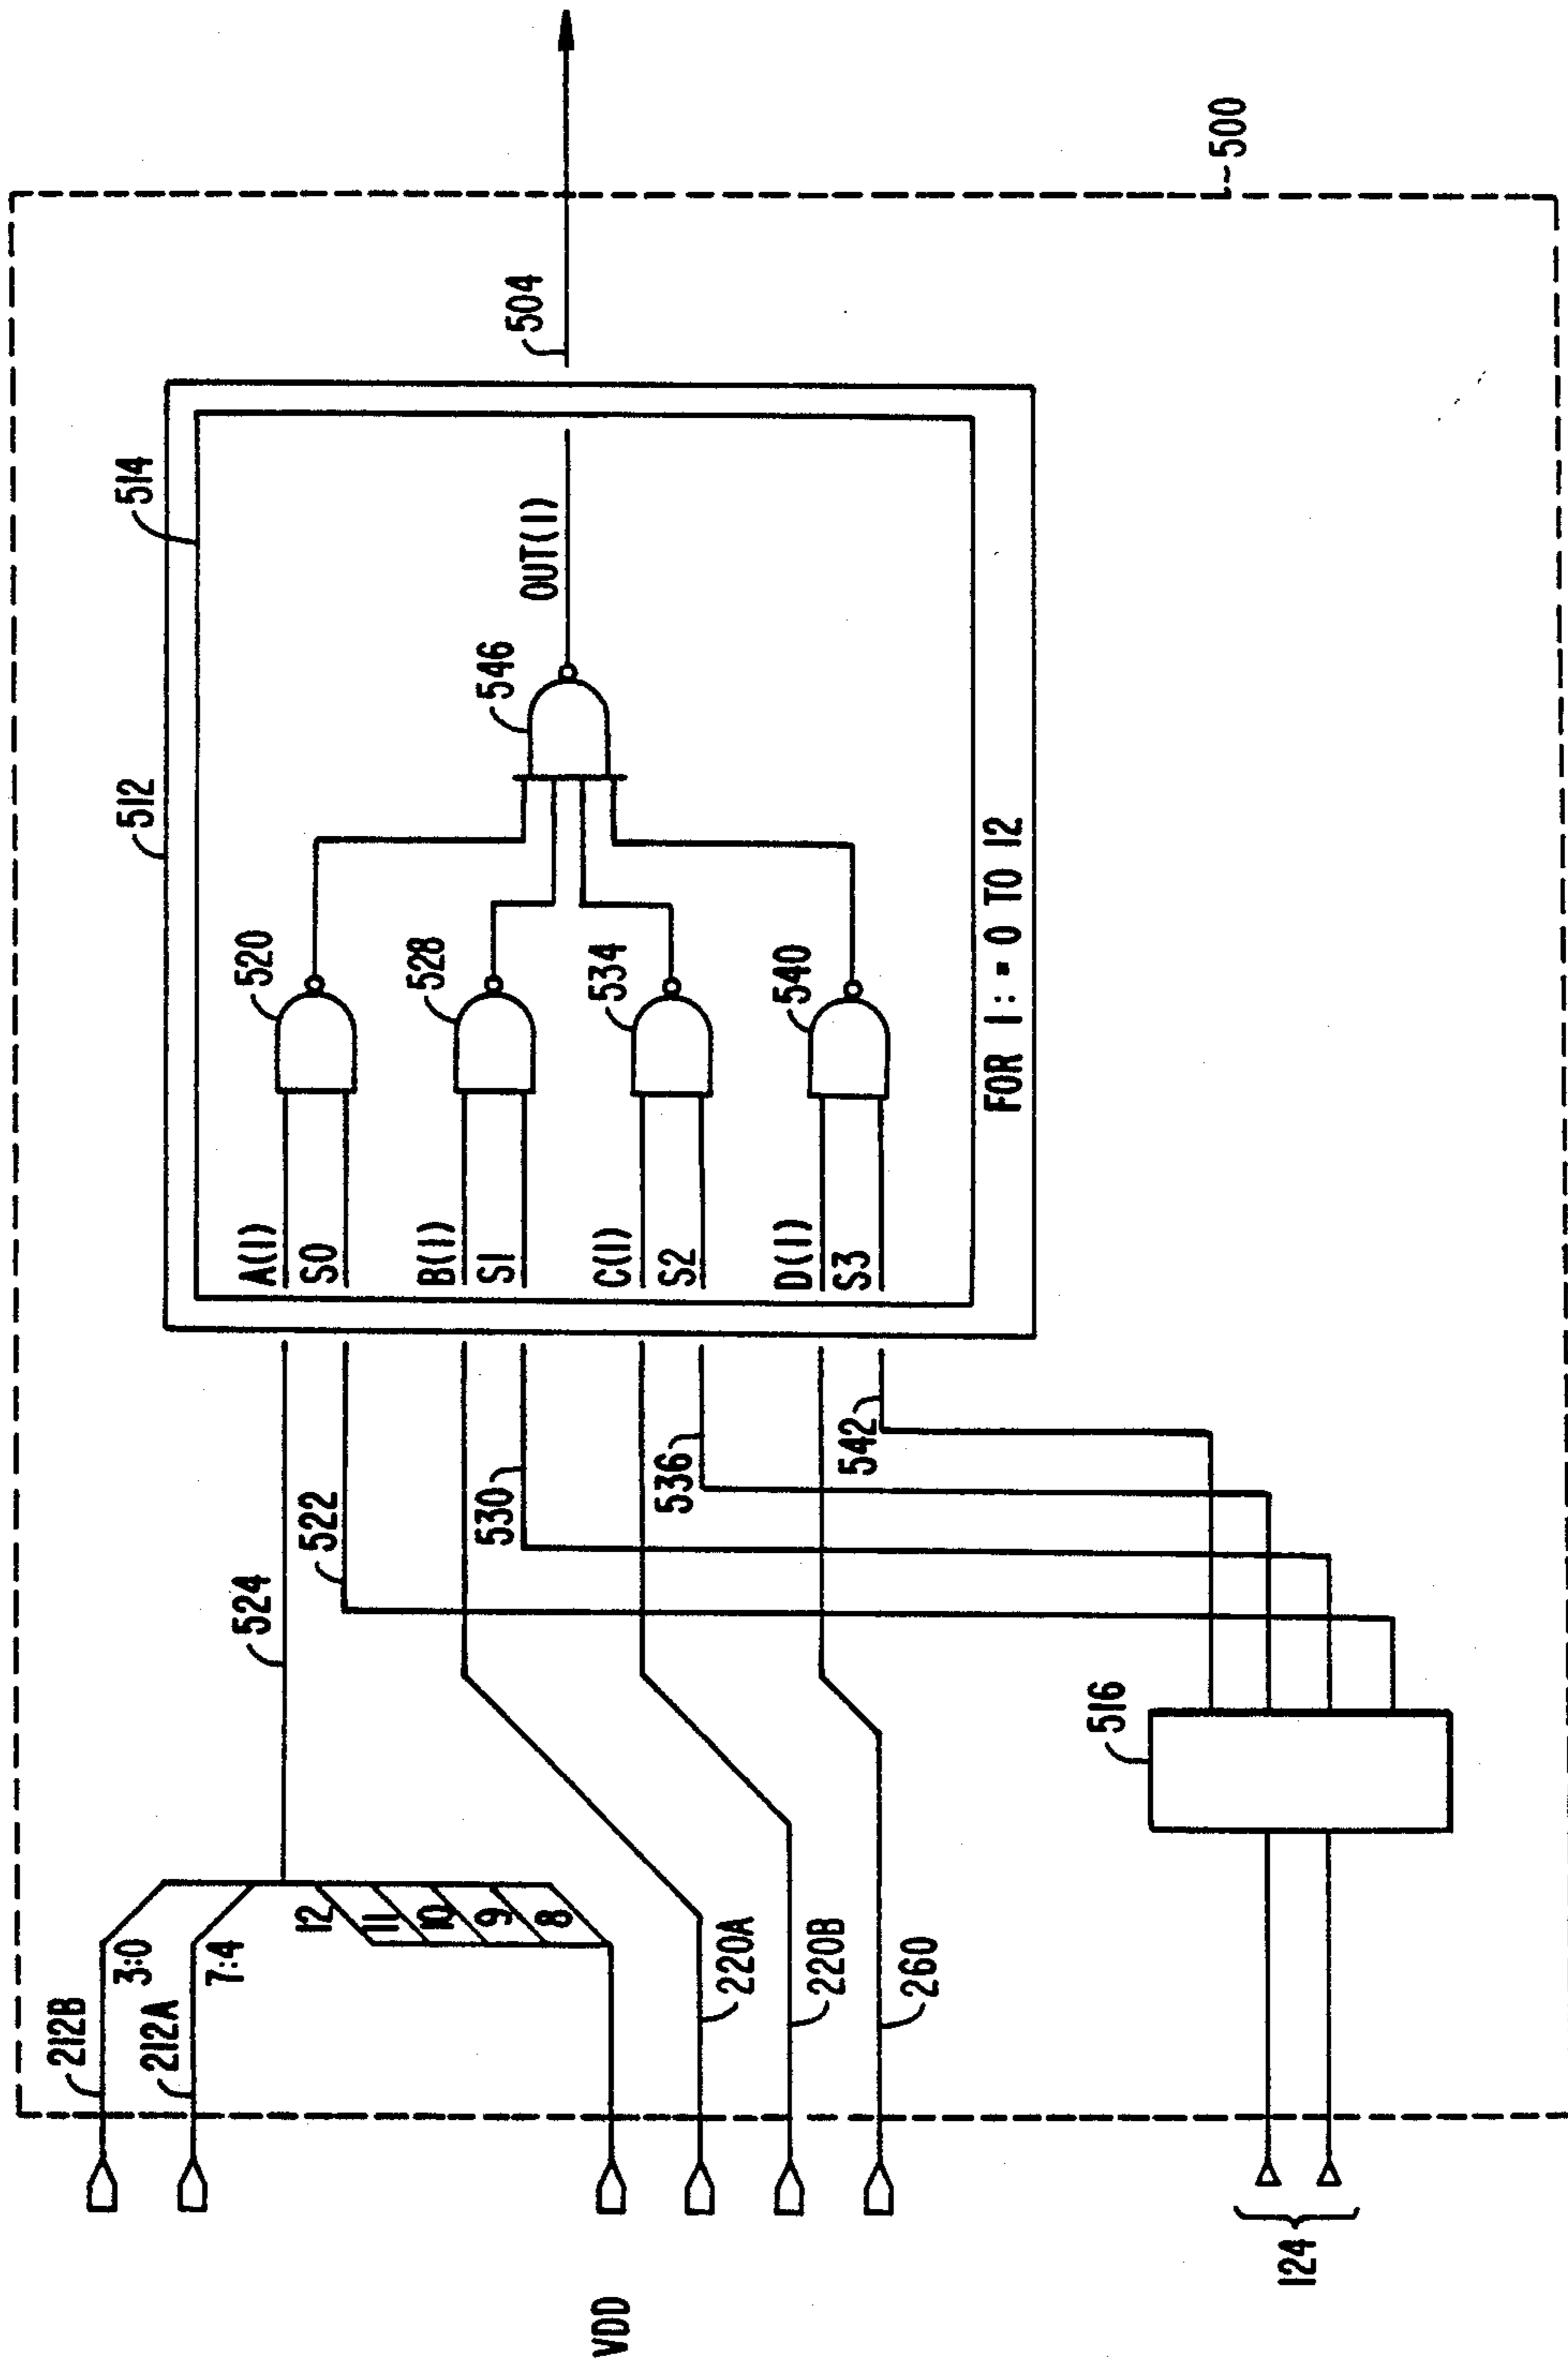 212B
3:0
212A
7:4
12
11
10
9
8
VDD
220A
220B
260
124
516
524
522
530
536
542
512
514
A(I)
S0
520
B(I)
S1
528
C(I)
S2
534
D(I)
S3
540
546
OUT(I)
FOR I : = 0 TO 12
504
500